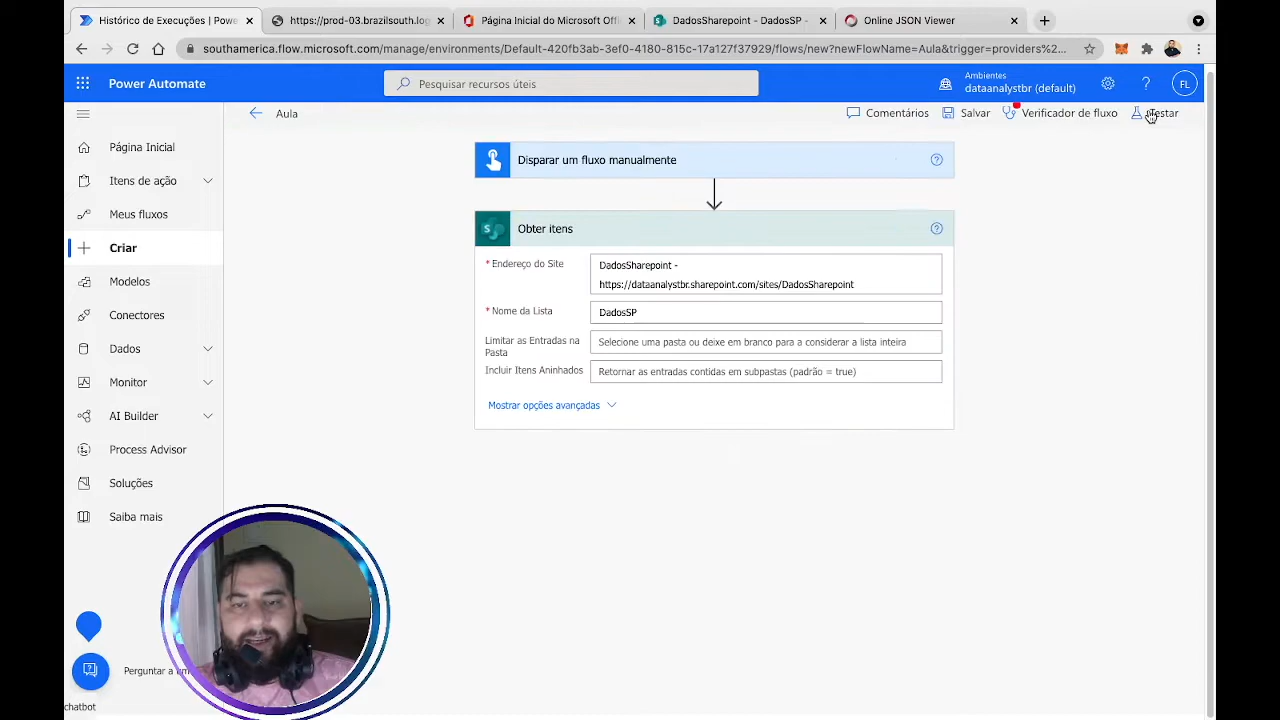 Histórico de Execuções | Powe
https://prod-03.brazilsouth.log
Página Inicial do Microsoft Offi
DadosSharepoint - DadosSP -
Online JSON Viewer
southamerica.flow.microsoft.com/manage/environments/Default-420fb3ab-3ef0-4180-815c-17a127f37929/flows/new?newFlowName=Aula&trigger=providers%2...
Power Automate
Pesquisar recursos úteis
Ambientes
dataanalystbr (default)
FL
Aula
Comentários
Salvar
Verificador de fluxo
Testar
Página Inicial
Itens de ação
Meus fluxos
Criar
Modelos
Conectores
Dados
Monitor
AI Builder
Process Advisor
Soluções
Saiba mais
Perguntar a um
chatbot
Disparar um fluxo manualmente
Obter itens
* Endereço do Site
DadosSharepoint -
https://dataanalystbr.sharepoint.com/sites/DadosSharepoint
* Nome da Lista
DadosSP
Limitar as Entradas na
Pasta
Selecione uma pasta ou deixe em branco para a considerar a lista inteira
Incluir Itens Aninhados
Retornar as entradas contidas em subpastas (padrão = true)
Mostrar opções avançadas